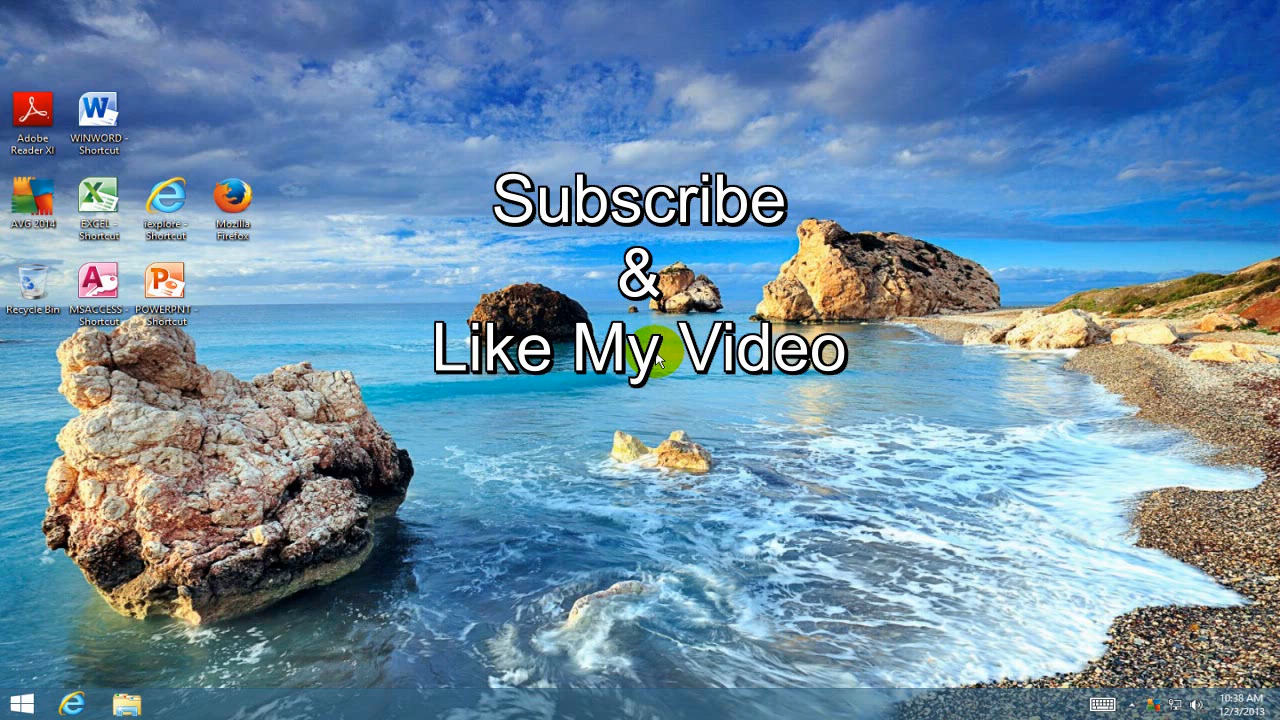 Adobe
Reader XI
WINWORD -
Shortcut
AVG 2014
EXCEL -
Shortcut
iexplore -
Shortcut
Mozilla
Firefox
Recycle Bin
MSACCESS -
Shortcut
POWERPNT -
Shortcut
Subscribe
&
Like My Video
10:38 AM
12/3/2013